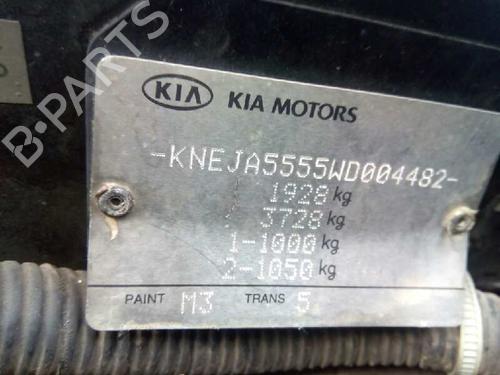 B-PARTS
KIA KIA MOTORS
-KNEJA5555WD004482-
1928 kg
3728 kg
1-1000 kg
2-1050 kg
PAINT M3 TRANS 5